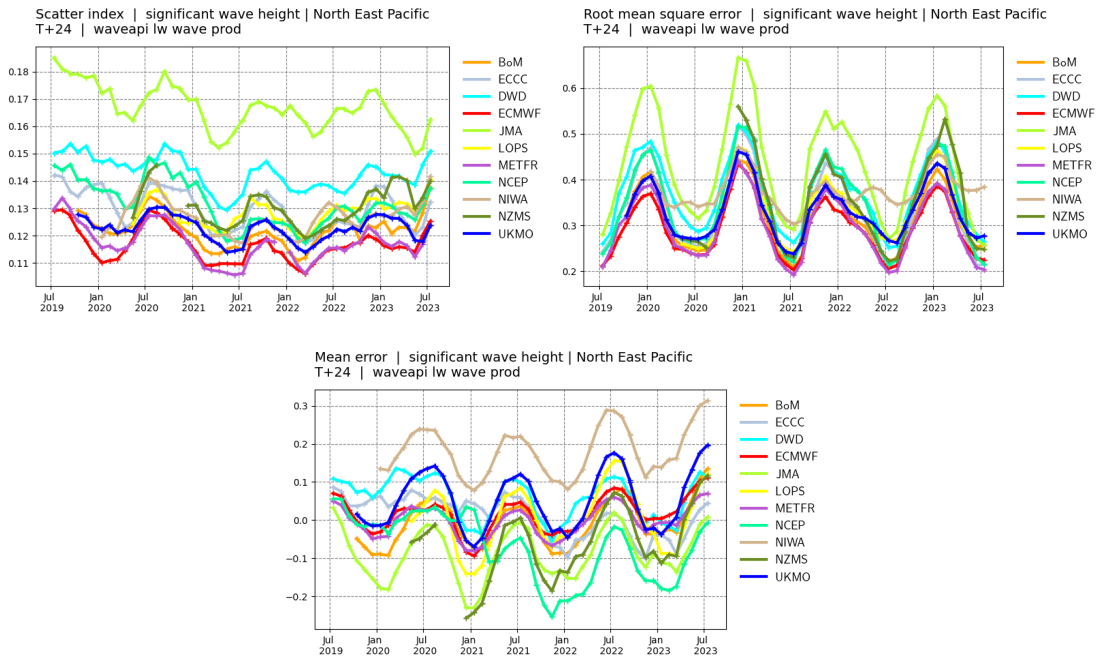 Scatter index  |  significant wave height | North East Pacific
T+24  |  waveapi lw wave prod
0.18
0.17
0.16
0.15
0.14
0.13
0.12
0.11
Jul 2019
Jan 2020
Jul 2020
Jan 2021
Jul 2021
Jan 2022
Jul 2022
Jan 2023
Jul 2023
BoM
ECCC
DWD
ECMWF
JMA
LOPS
METFR
NCEP
NIWA
NZMS
UKMO
Root mean square error  |  significant wave height | North East Pacific
T+24  |  waveapi lw wave prod
0.6
0.5
0.4
0.3
0.2
Jul 2019
Jan 2020
Jul 2020
Jan 2021
Jul 2021
Jan 2022
Jul 2022
Jan 2023
Jul 2023
BoM
ECCC
DWD
ECMWF
JMA
LOPS
METFR
NCEP
NIWA
NZMS
UKMO
Mean error  |  significant wave height | North East Pacific
T+24  |  waveapi lw wave prod
0.3
0.2
0.1
0.0
−0.1
−0.2
Jul 2019
Jan 2020
Jul 2020
Jan 2021
Jul 2021
Jan 2022
Jul 2022
Jan 2023
Jul 2023
BoM
ECCC
DWD
ECMWF
JMA
LOPS
METFR
NCEP
NIWA
NZMS
UKMO